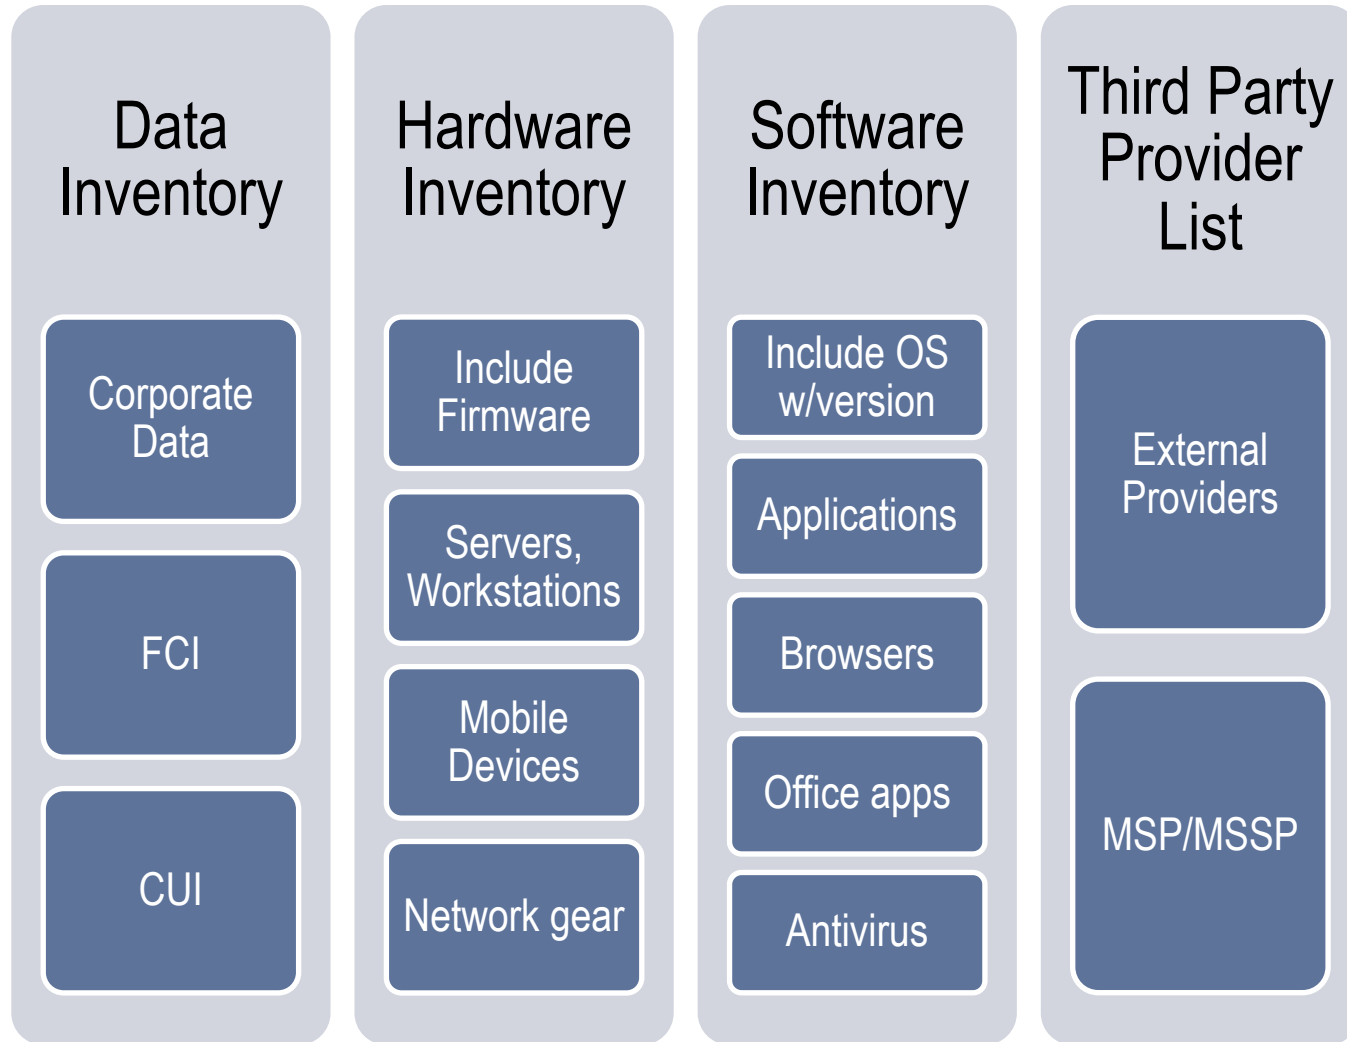 Data
Inventory
Corporate
Data
FCI
CUI
Hardware
Inventory
Include
Firmware
Servers,
Workstations
Mobile
Devices
Network gear
Software
Inventory
Include OS
w/version
Applications
Browsers
Office apps
Antivirus
Third Party
Provider
List
External
Providers
MSP/MSSP